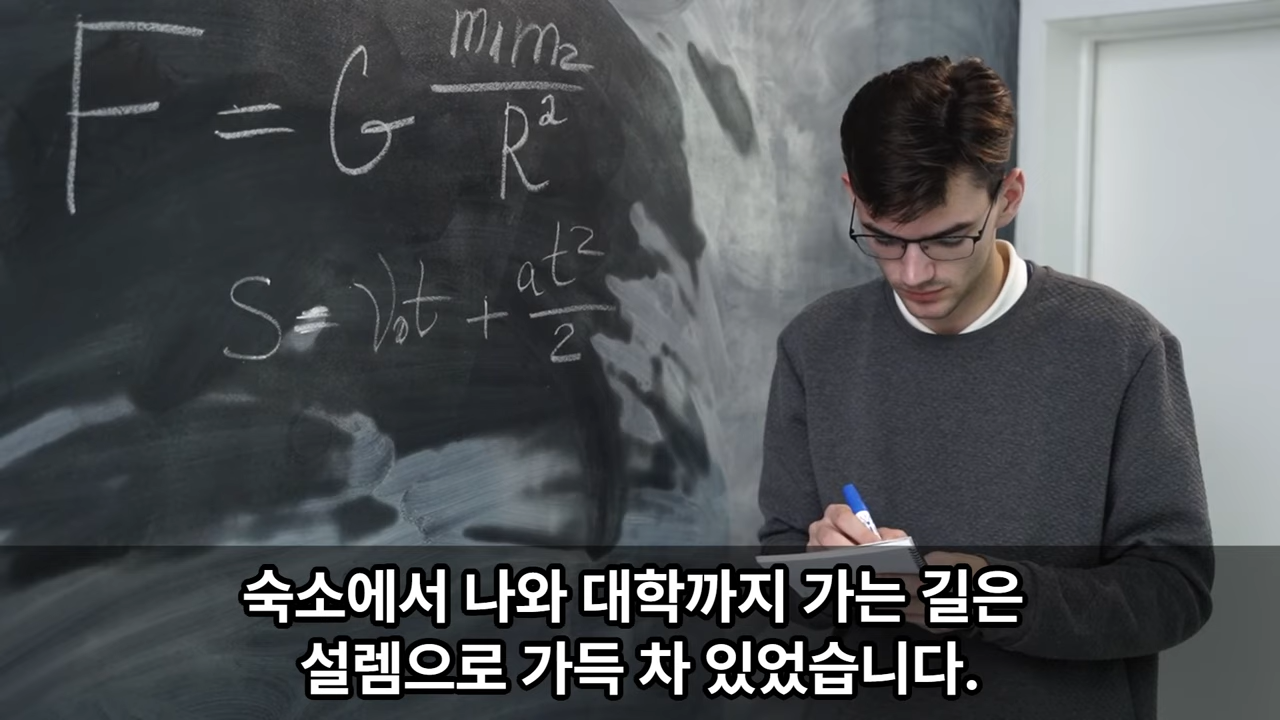 F = G m₁m₂/R²
S = V₀t + at²/2
숙소에서 나와 대학까지 가는 길은
설렘으로 가득 차 있었습니다.